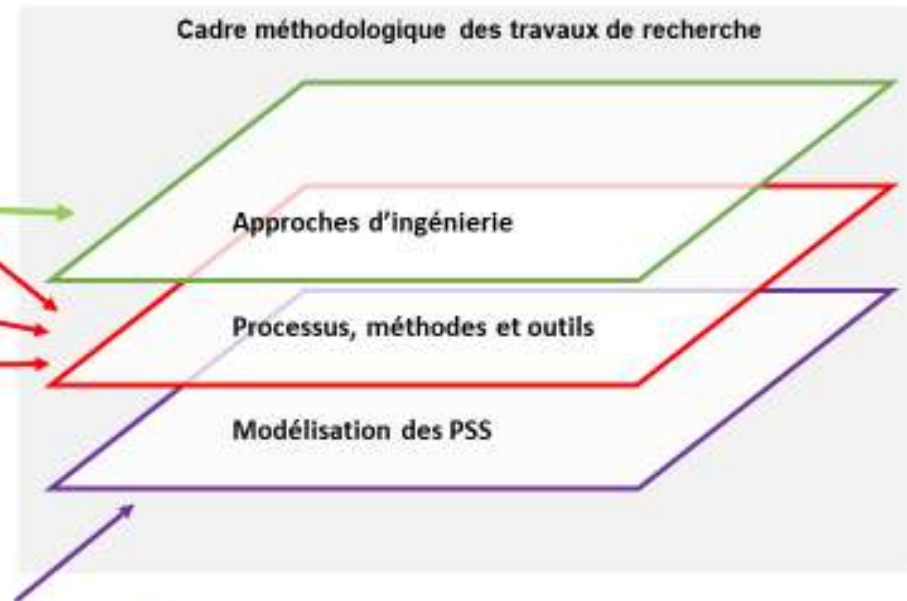 Cadre méthodologique des travaux de recherche
Approches d'ingénierie
Processus, méthodes et outils
Modélisation des PSS